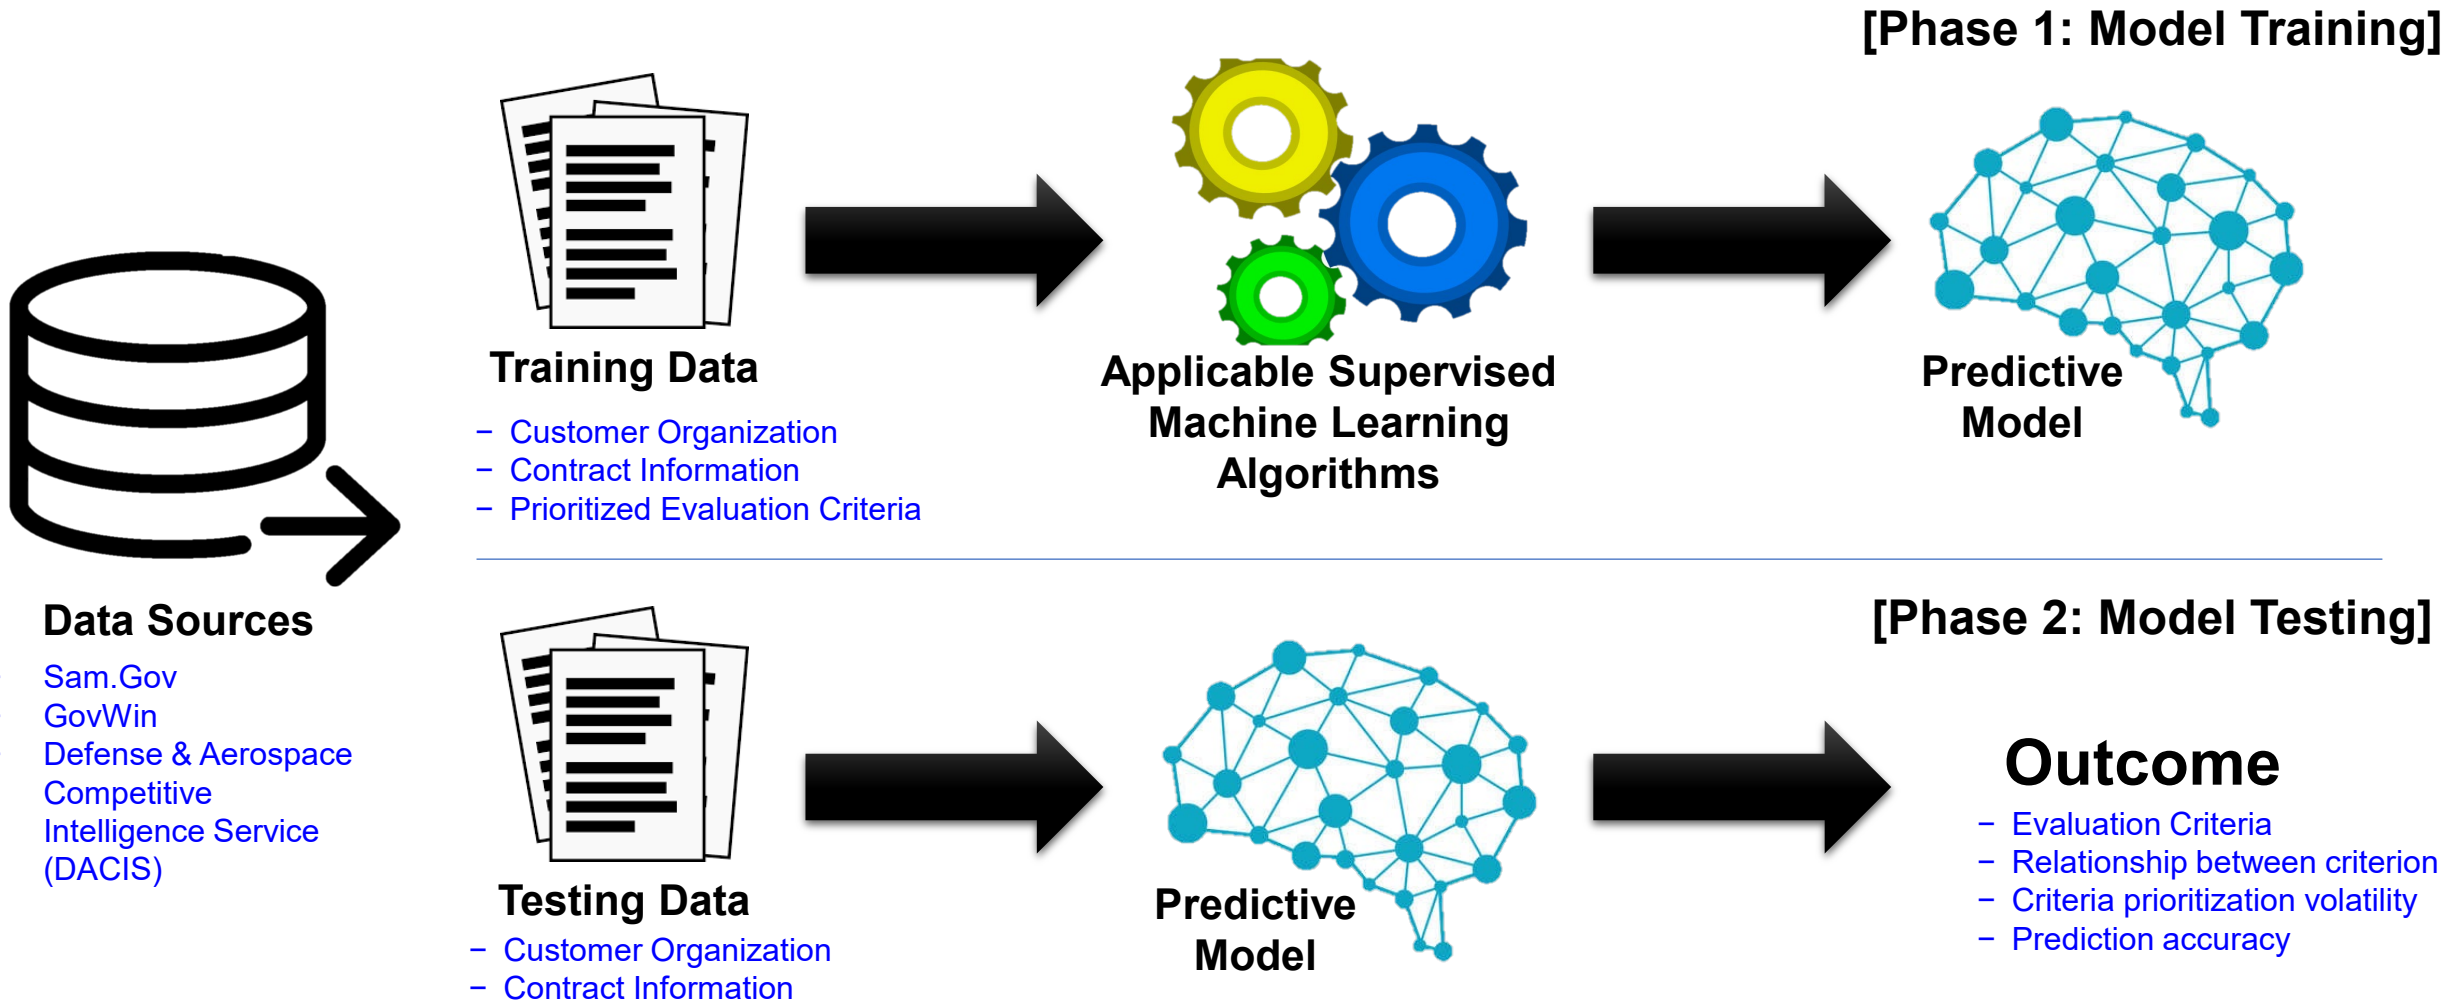 [Phase 1: Model Training]
Training Data
− Customer Organization
− Contract Information
− Prioritized Evaluation Criteria
Applicable Supervised
Machine Learning
Algorithms
Predictive
Model
Data Sources
Sam.Gov
GovWin
Defense & Aerospace
Competitive
Intelligence Service
(DACIS)
[Phase 2: Model Testing]
Testing Data
− Customer Organization
− Contract Information
Predictive
Model
Outcome
− Evaluation Criteria
− Relationship between criterion
− Criteria prioritization volatility
− Prediction accuracy